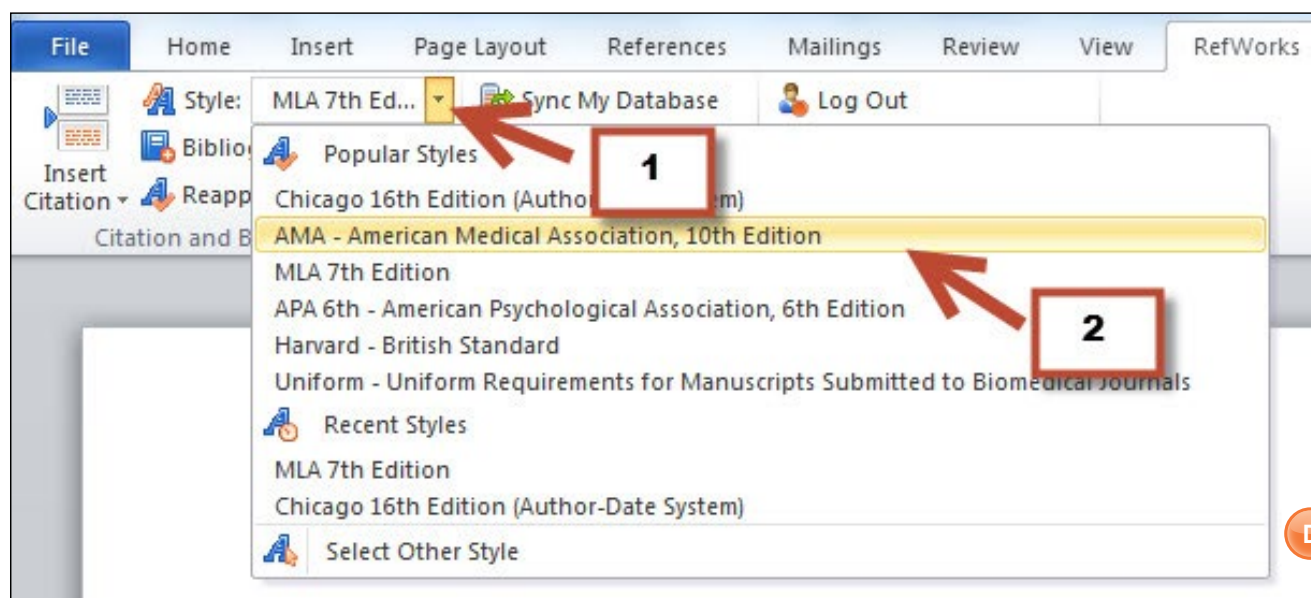 File Home Insert Page Layout References Mailings Review View RefWorks
Style: MLA 7th Ed... Sync My Database Log Out
Biblio
Insert
Citation
Reapp
Citation and B
Popular Styles
1
Chicago 16th Edition (Autho em)
AMA - American Medical Association, 10th Edition
MLA 7th Edition
APA 6th - American Psychological Association, 6th Edition
2
Harvard - British Standard
Uniform - Uniform Requirements for Manuscripts Submitted to Biomedical Journals
Recent Styles
MLA 7th Edition
Chicago 16th Edition (Author-Date System)
Select Other Style